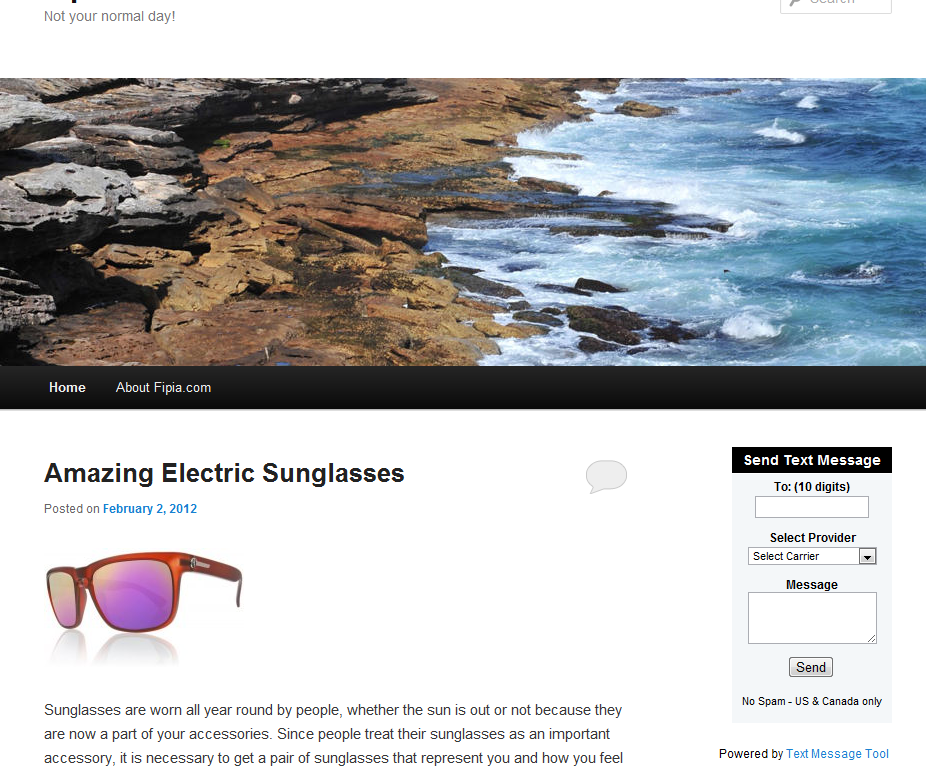 Not your normal day!
Search
Home
About Fipia.com
Amazing Electric Sunglasses
Posted on February 2, 2012
Sunglasses are worn all year round by people, whether the sun is out or not because they
are now a part of your accessories. Since people treat their sunglasses as an important
accessory, it is necessary to get a pair of sunglasses that represent you and how you feel
Send Text Message
To: (10 digits)
Select Provider
Select Carrier
Message
Send
No Spam - US & Canada only
Powered by Text Message Tool